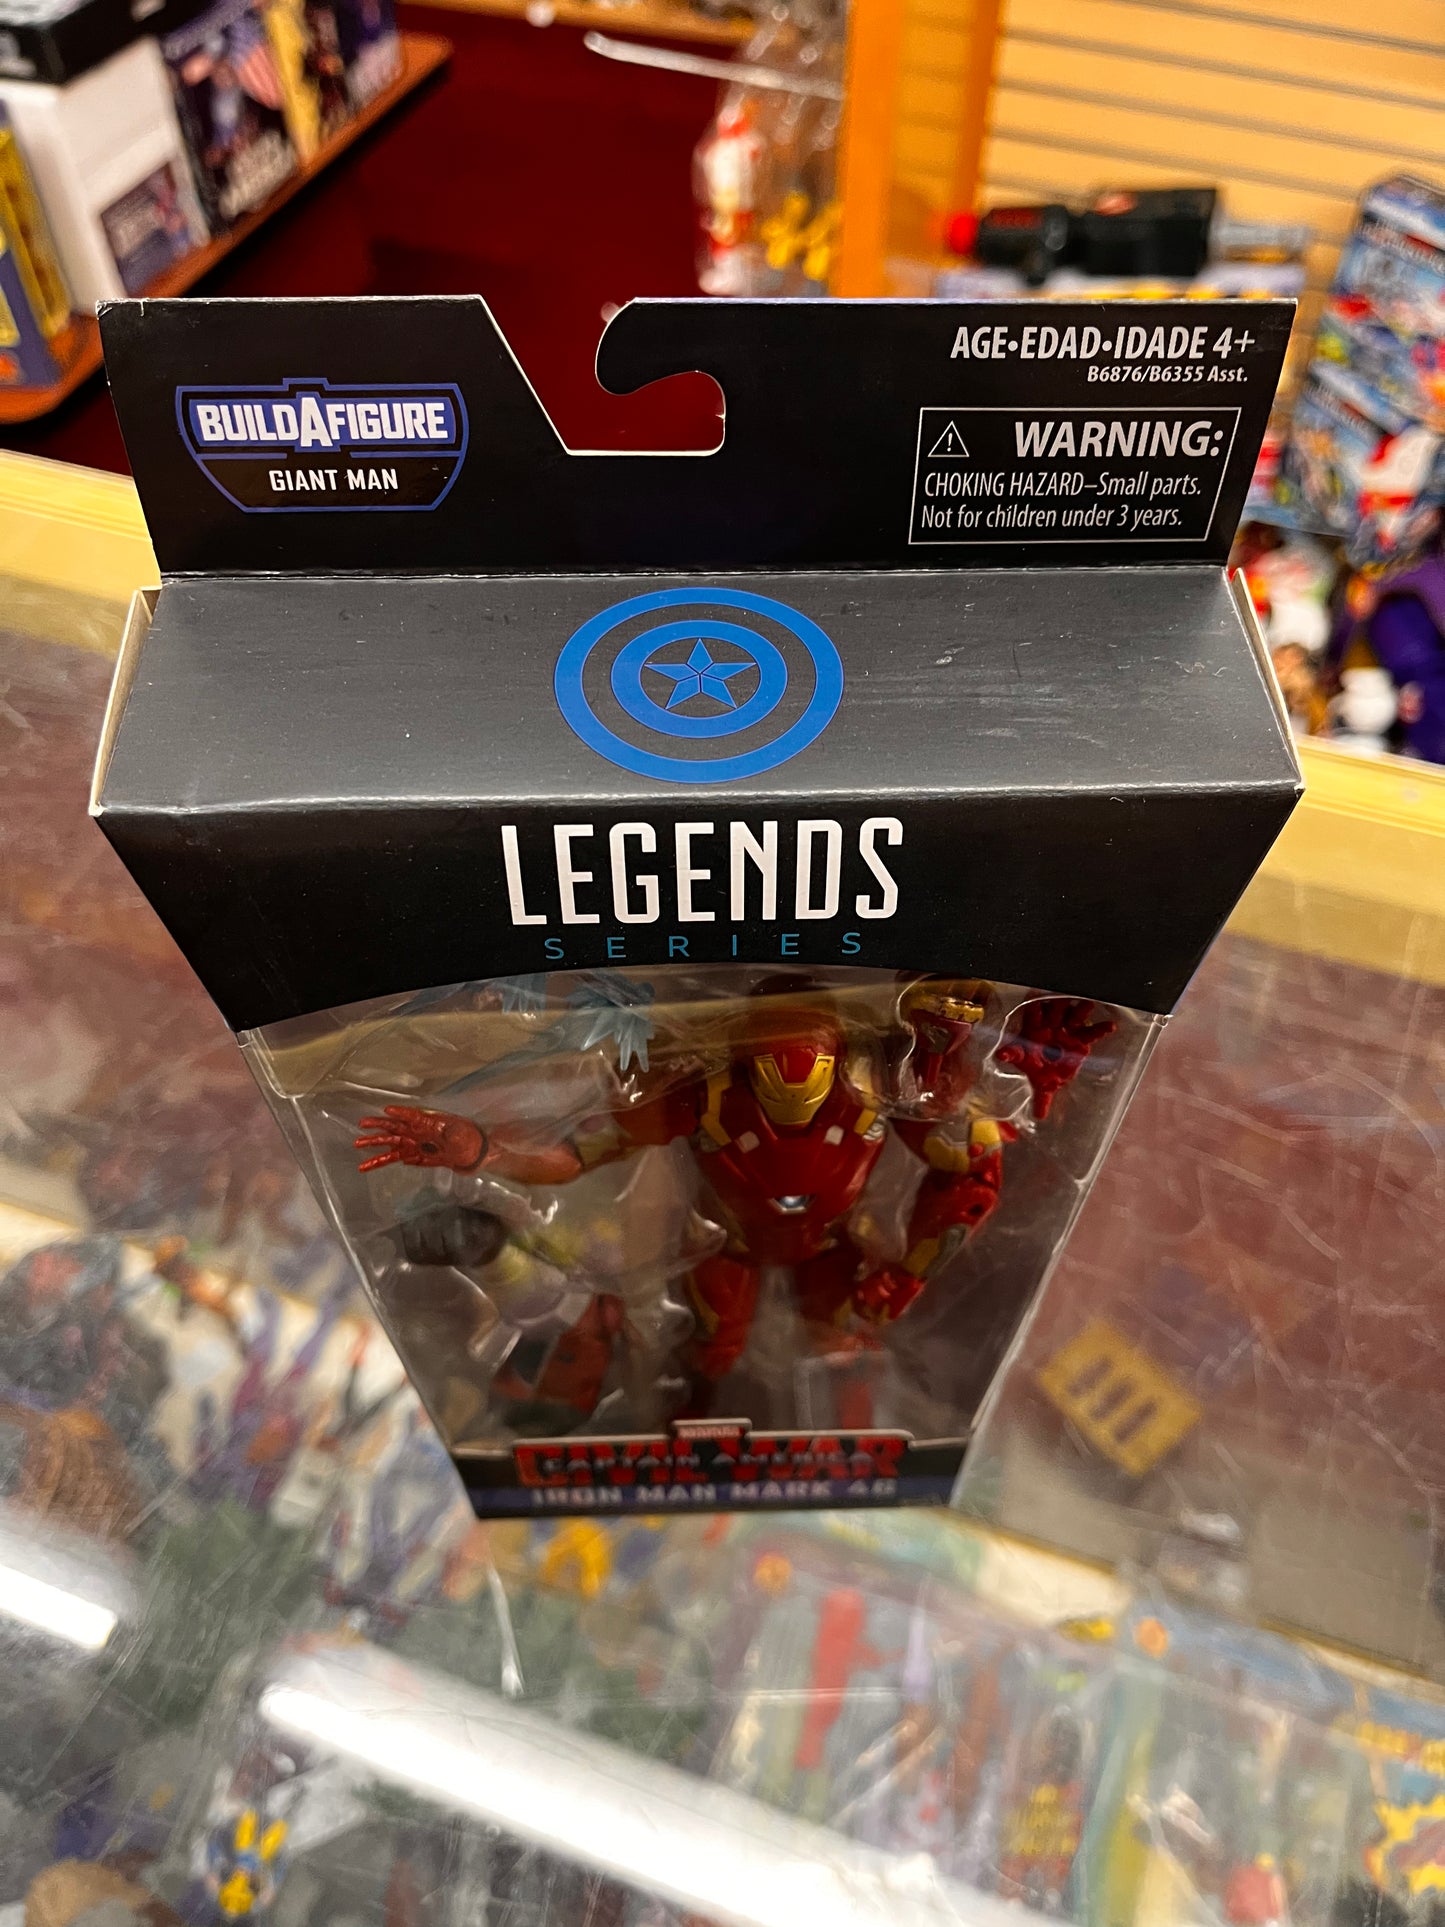 BUILDAFIGURE
GIANT MAN
AGE•EDAD•IDADE 4+
B6876/B6355 Asst.
WARNING:
CHOKING HAZARD–Small parts.
Not for children under 3 years.
LEGENDS
SERIES
MARVEL
CAPTAIN AMERICA
CIVIL WAR
IRON MAN MARK 46